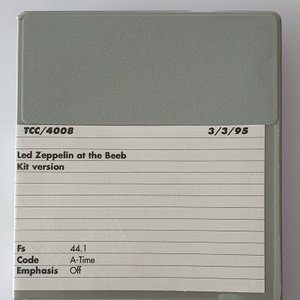 TCC/4008 3/3/95
Led Zeppelin at the Beeb
Kit version
Fs 44.1
Code A-Time
Emphasis Off